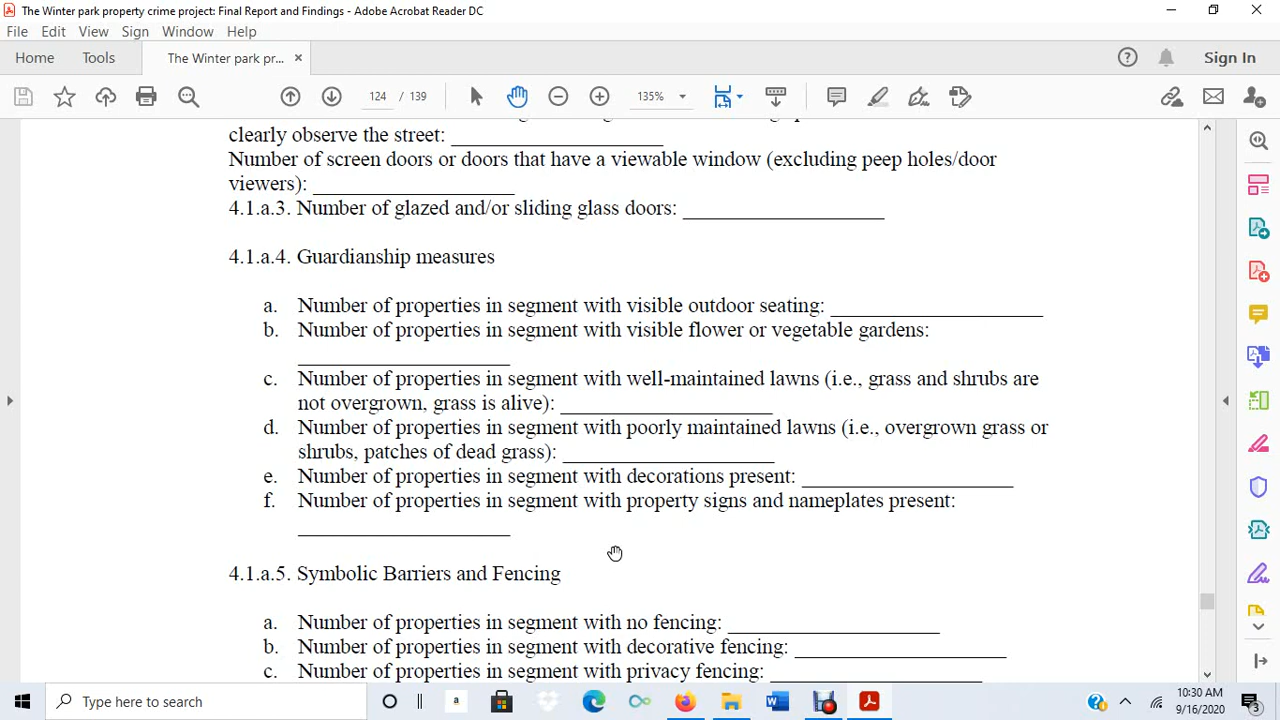 The Winter park property crime project: Final Report and Findings - Adobe Acrobat Reader DC
File Edit View Sign Window Help
Home Tools The Winter park pr... × Sign In
124 / 139 135%
clearly observe the street: ___________________
Number of screen doors or doors that have a viewable window (excluding peep holes/door
viewers): ___________________
4.1.a.3. Number of glazed and/or sliding glass doors: ___________________
4.1.a.4. Guardianship measures
a. Number of properties in segment with visible outdoor seating: ____________________
b. Number of properties in segment with visible flower or vegetable gardens:
____________________
c. Number of properties in segment with well-maintained lawns (i.e., grass and shrubs are
not overgrown, grass is alive): ____________________
d. Number of properties in segment with poorly maintained lawns (i.e., overgrown grass or
shrubs, patches of dead grass): ____________________
e. Number of properties in segment with decorations present: ____________________
f. Number of properties in segment with property signs and nameplates present:
____________________
4.1.a.5. Symbolic Barriers and Fencing
a. Number of properties in segment with no fencing: ____________________
b. Number of properties in segment with decorative fencing: ____________________
c. Number of properties in segment with privacy fencing: ____________________
Type here to search
10:30 AM
9/16/2020
3